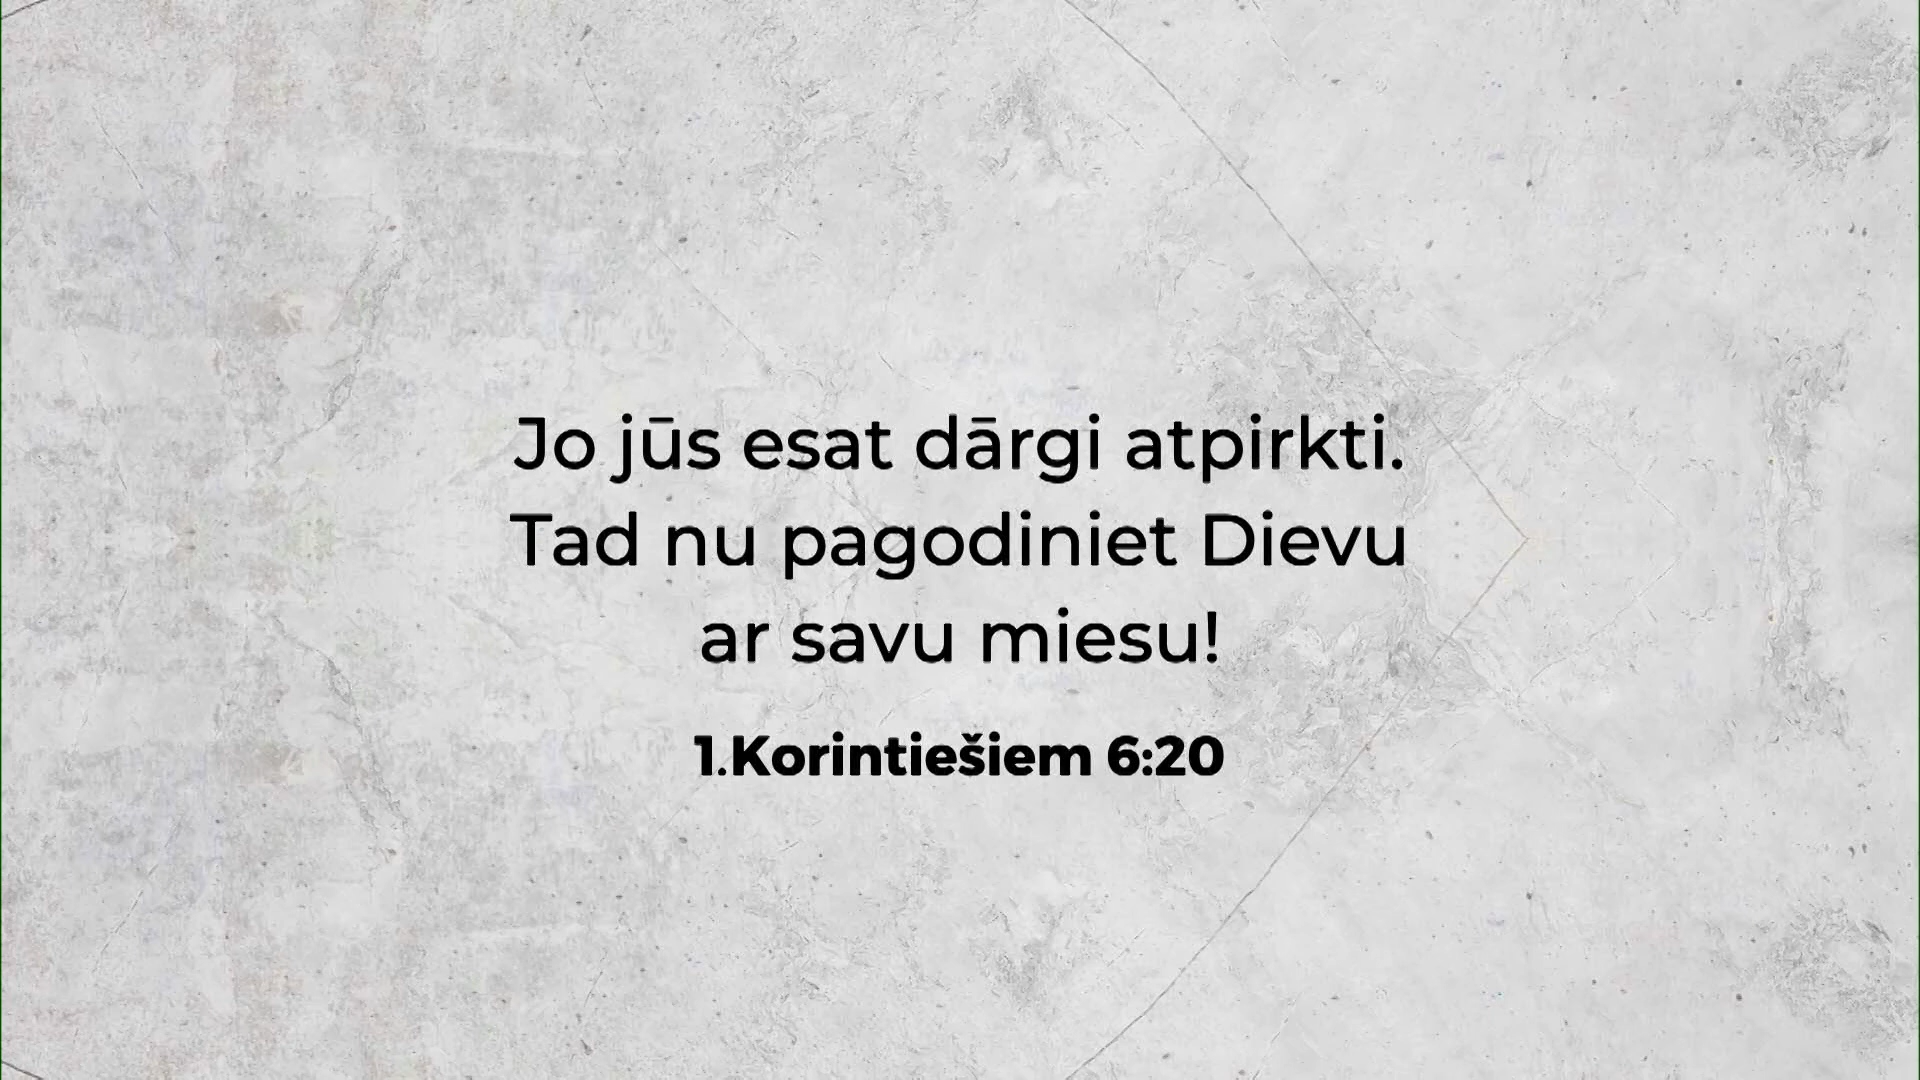 Jo jūs esat dārgi atpirkti.
Tad nu pagodiniet Dievu
ar savu miesu!
1.Korintiešiem 6:20